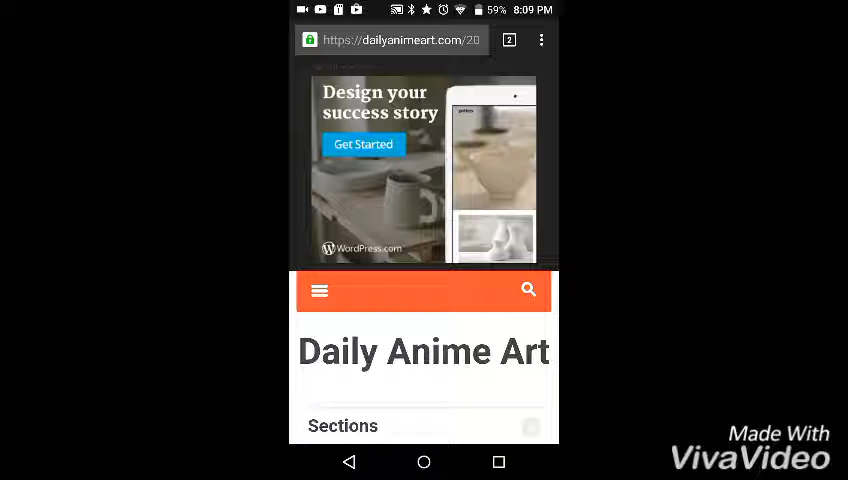 59% 8:09 PM
https://dailyanimeart.com/20
2
Design your
success story
Get Started
WordPress.com
Daily Anime Art
Sections
Made With
VivaVideo